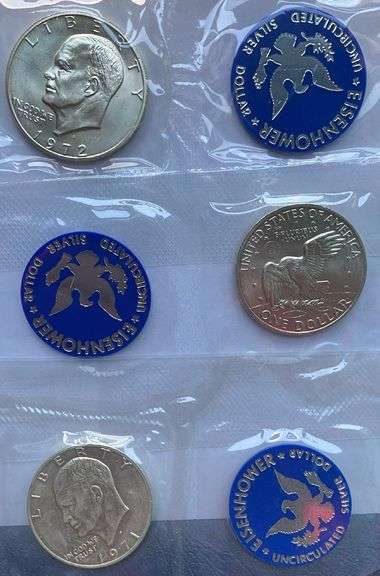 LIBERTY
IN GOD WE
TRUST
1972
UNCIRCULATED SILVER DOLLAR
★ EISENHOWER ★
UNCIRCULATED SILVER DOLLAR
★ EISENHOWER ★
UNITED STATES OF AMERICA
E
PLURIBUS
UNUM
ONE DOLLAR
LIBERTY
IN GOD WE
TRUST
1971
★ EISENHOWER ★
UNCIRCULATED SILVER DOLLAR